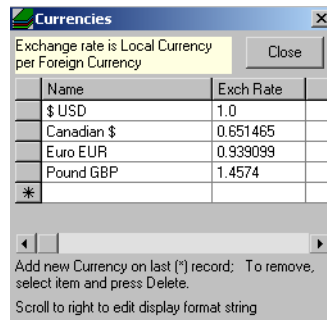 Currencies
Exchange rate is Local Currency
per Foreign Currency
Close
Name Exch Rate
$ USD 1.0
Canadian $ 0.651465
Euro EUR 0.939099
Pound GBP 1.4574
*
Add new Currency on last (*) record; To remove,
select item and press Delete.
Scroll to right to edit display format string